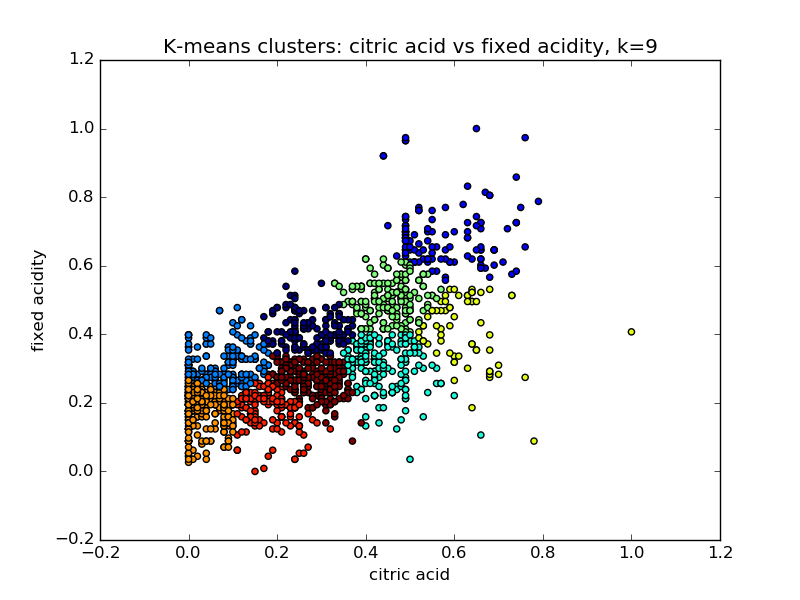 K-means clusters: citric acid vs fixed acidity, k=9
1.2
1.0
0.8
0.6
0.4
0.2
0.0
−0.2
fixed acidity
−0.2 0.0 0.2 0.4 0.6 0.8 1.0 1.2
citric acid